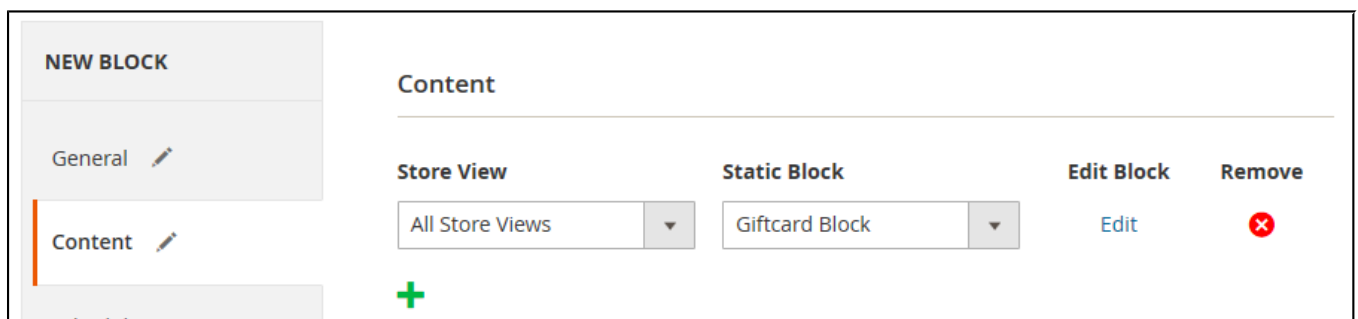 NEW BLOCK
General
Content
Content
Store View
Static Block
Edit Block
Remove
All Store Views
Giftcard Block
Edit